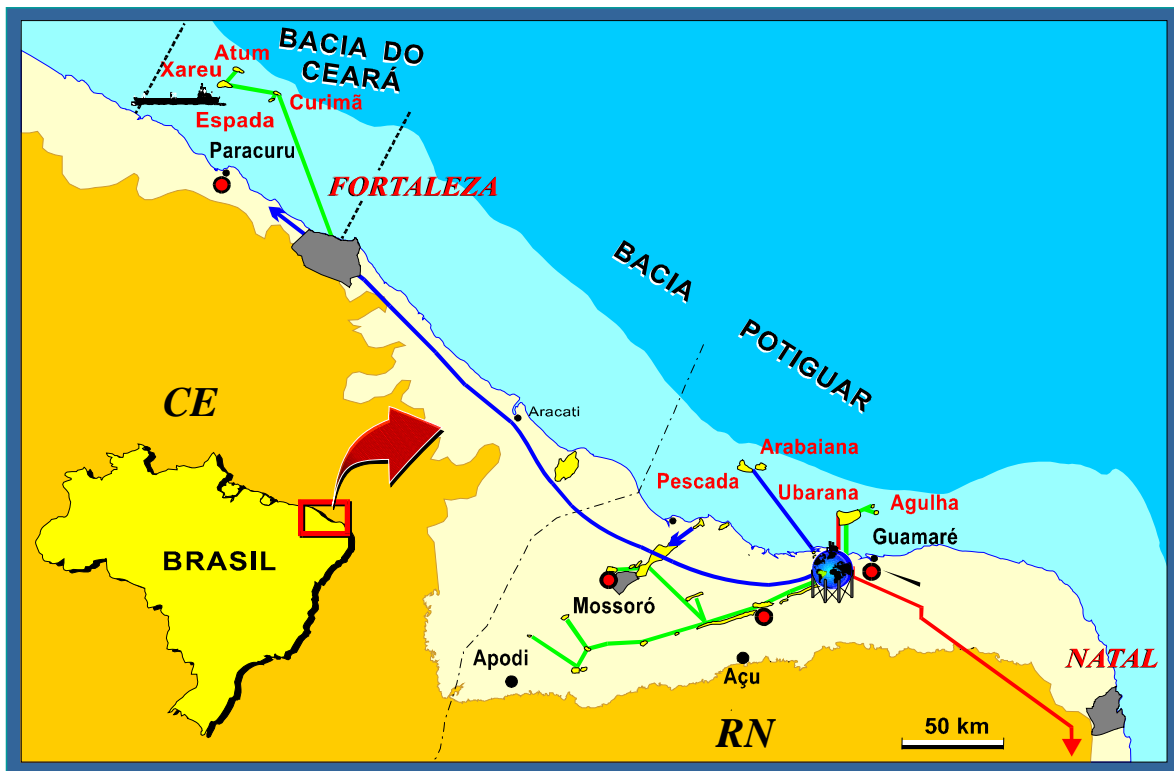 BACIA DO
CEARÁ
Atum
Xareu
Curimã
Espada
Paracuru
FORTALEZA
BACIA
POTIGUAR
CE
Aracati
Arabaiana
Pescada
Ubarana
Agulha
Guamaré
BRASIL
Mossoró
Apodi
Açu
NATAL
RN
50 km